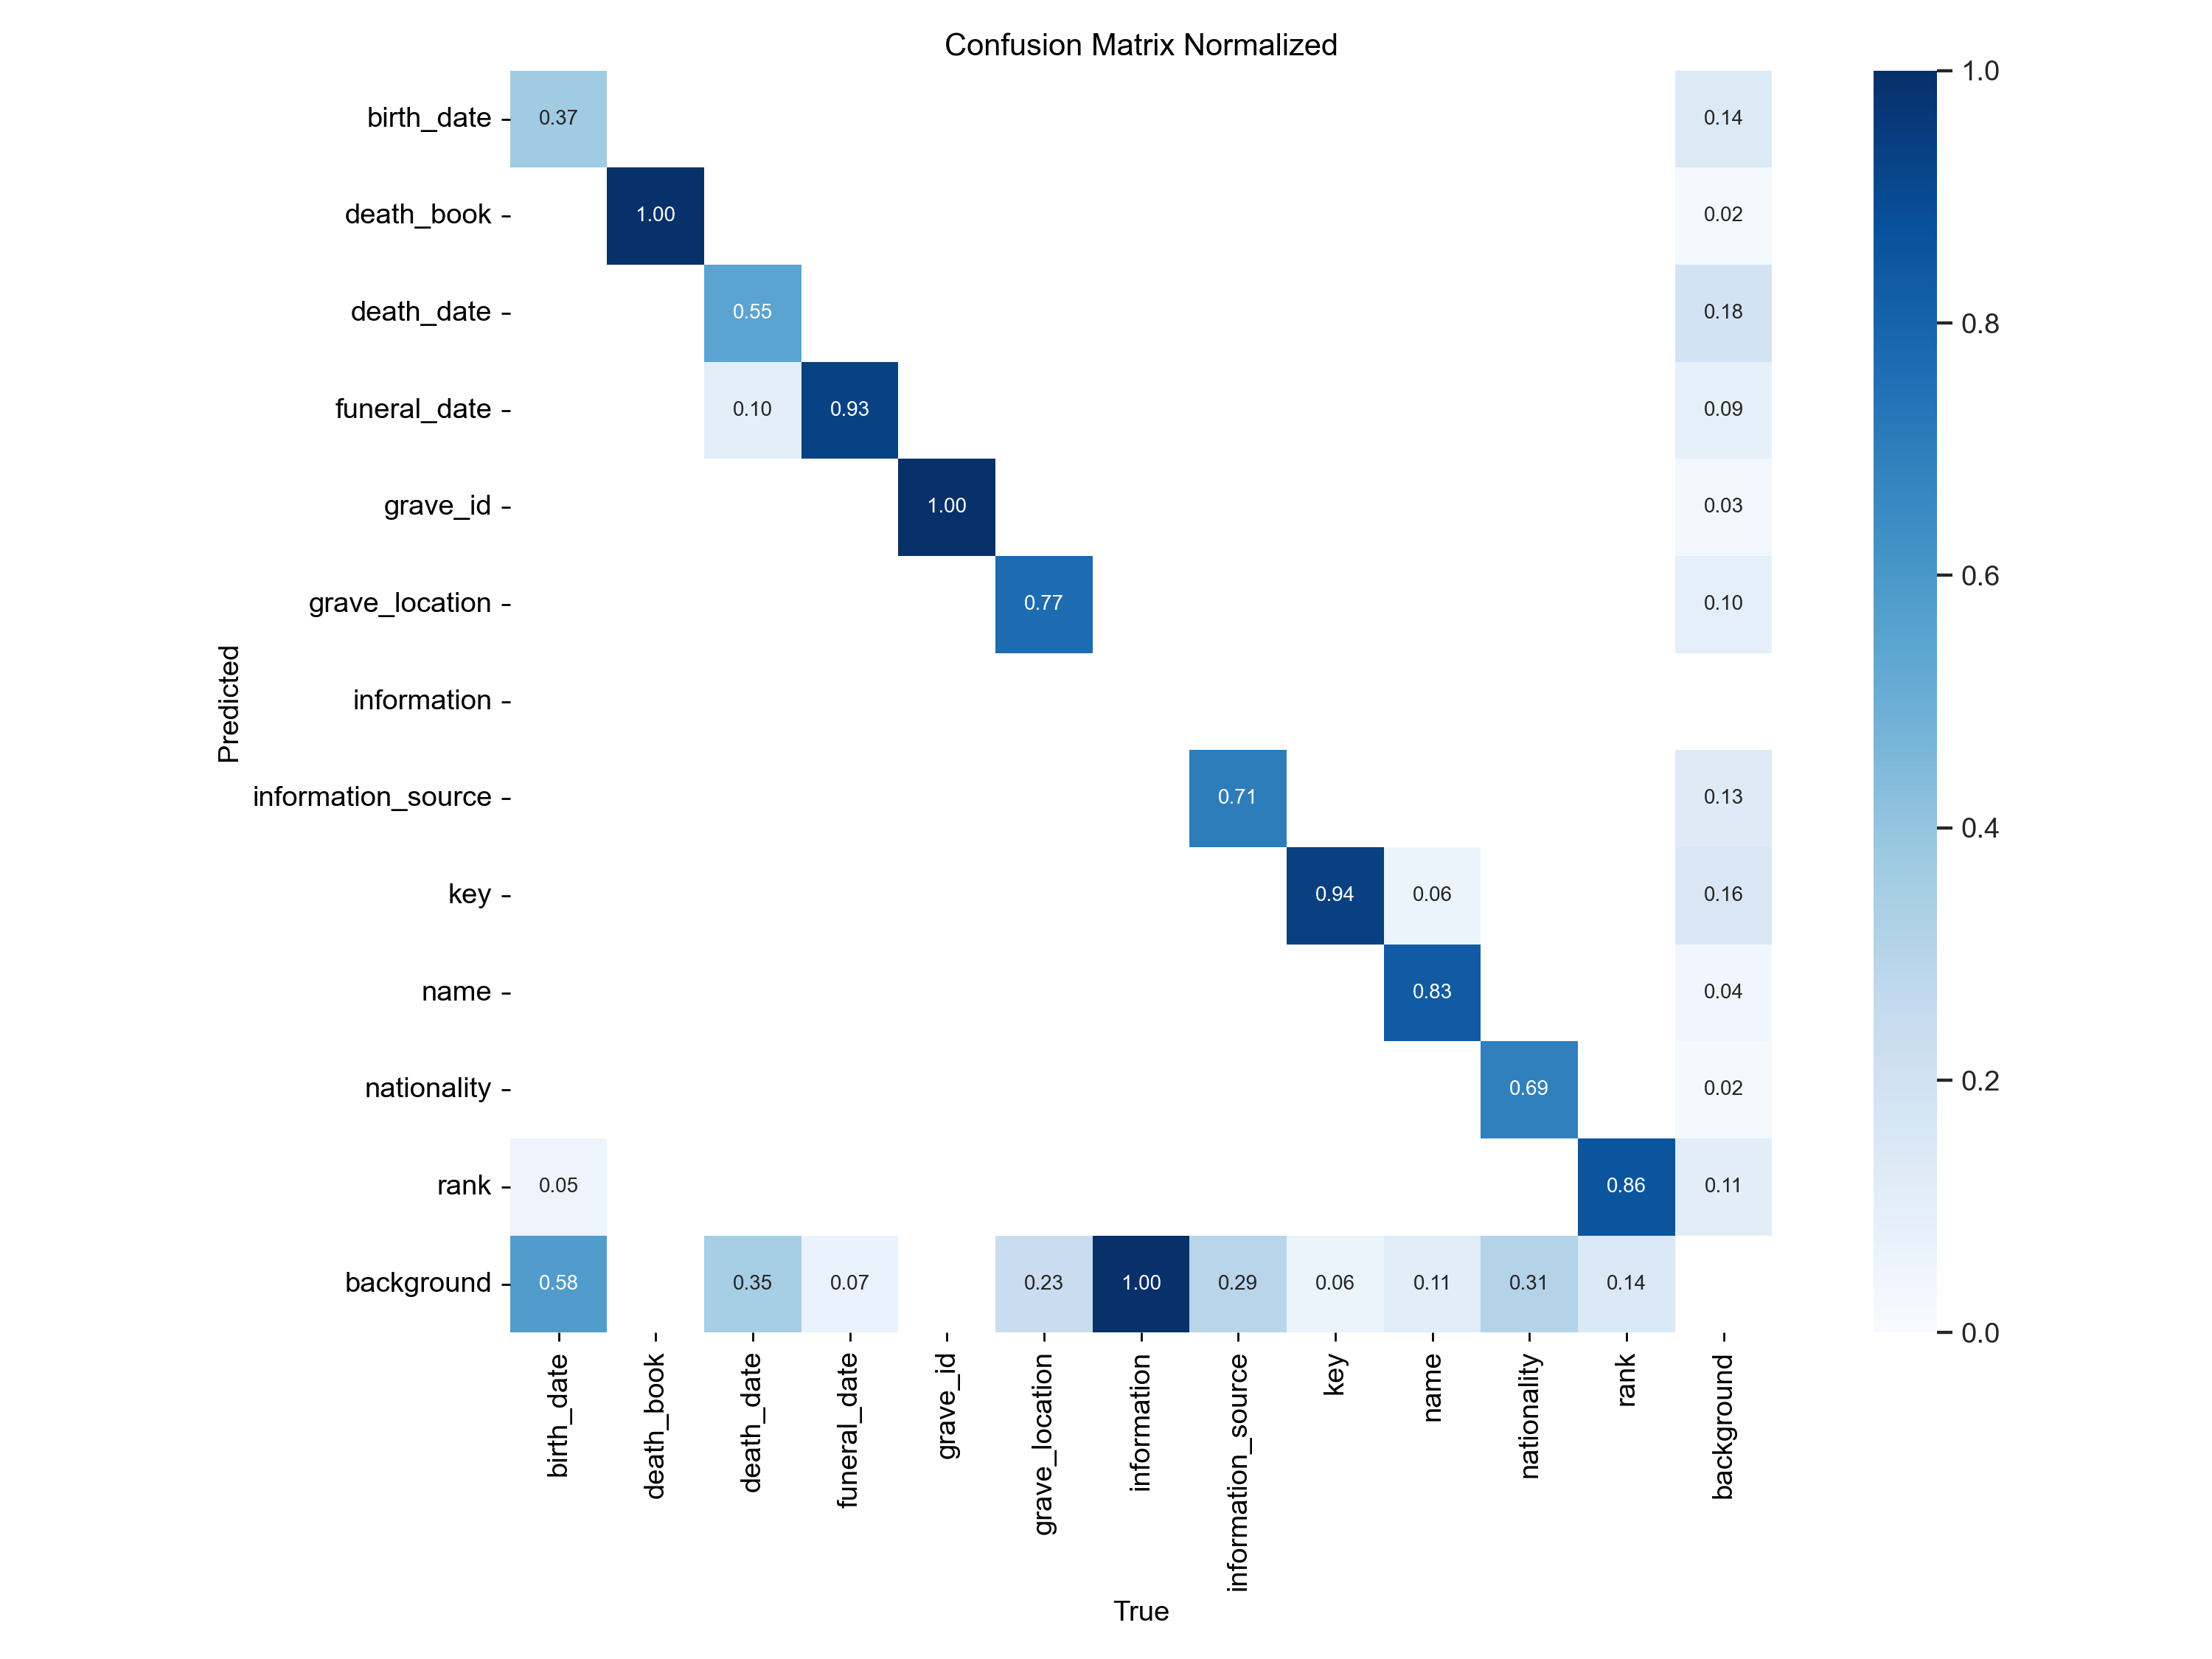 Confusion Matrix Normalized
birth_date 0.37 0.14
death_book 1.00 0.02
death_date 0.55 0.18
funeral_date 0.10 0.93 0.09
grave_id 1.00 0.03
grave_location 0.77 0.10
information
information_source 0.71 0.13
key 0.94 0.06 0.16
name 0.83 0.04
nationality 0.69 0.02
rank 0.05 0.86 0.11
background 0.58 0.35 0.07 0.23 1.00 0.29 0.06 0.11 0.31 0.14
Predicted
birth_date
death_book
death_date
funeral_date
grave_id
grave_location
information
information_source
key
name
nationality
rank
background
True
1.0
0.8
0.6
0.4
0.2
0.0